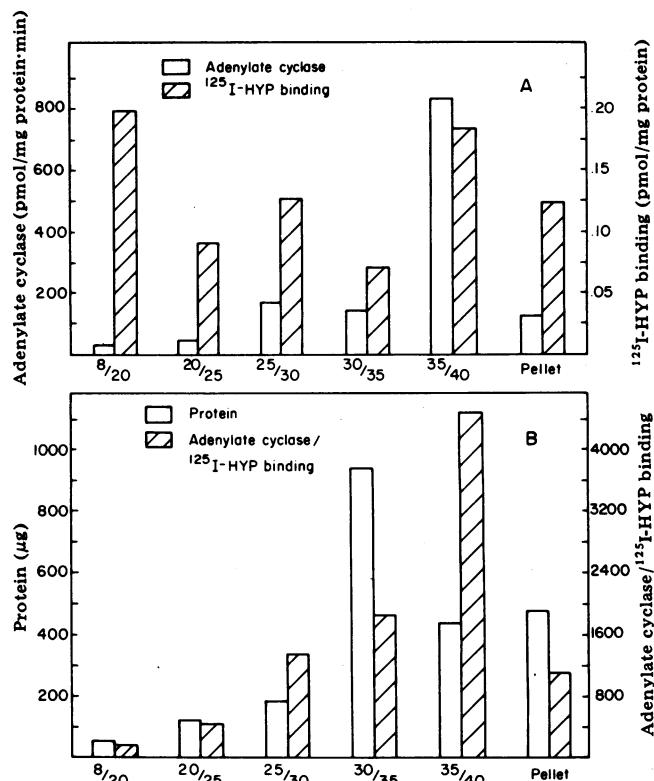 Adenylate cyclase
125I-HYP binding
A
Adenylate cyclase (pmol/mg protein·min)
800
600
400
200
125I-HYP binding (pmol/mg protein)
.20
.15
.10
.05
8/20
20/25
25/30
30/35
35/40
Pellet
Protein
Adenylate cyclase/
125I-HYP binding
B
Protein (µg)
1000
800
600
400
200
Adenylate cyclase/125I-HYP binding
4000
3200
2400
1600
800
8/20
20/25
25/30
30/35
35/40
Pellet